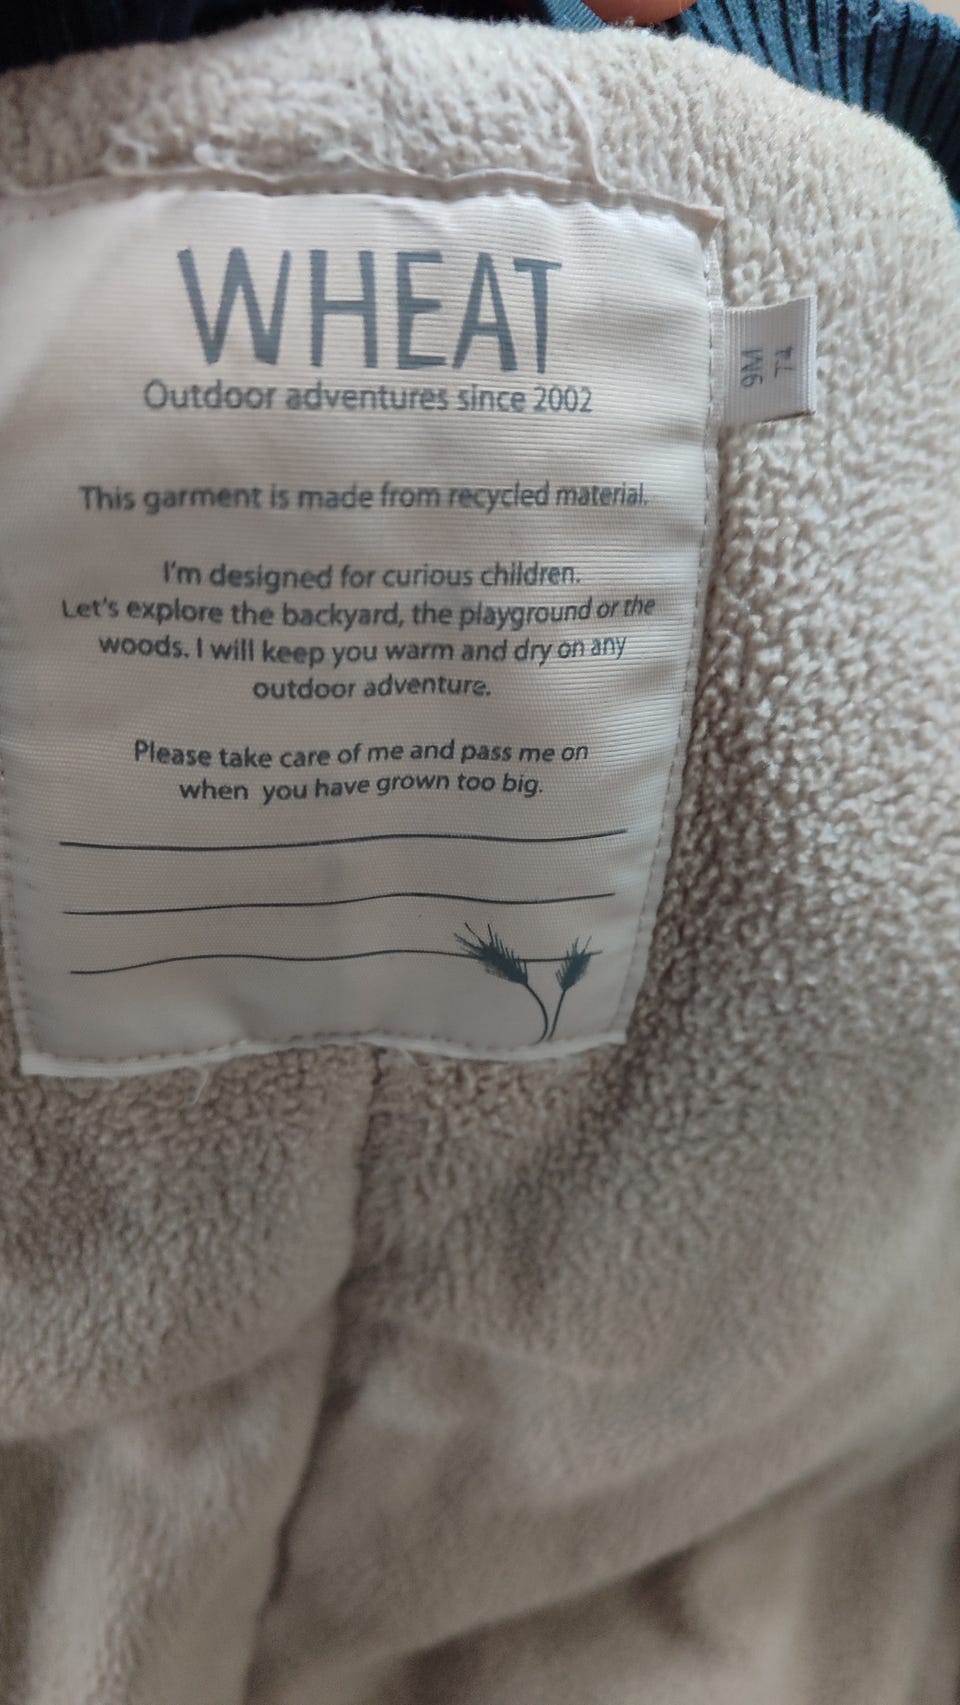 WHEAT
Outdoor adventures since 2002
9M
74
This garment is made from recycled material.
I'm designed for curious children.
Let's explore the backyard, the playground or the
woods. I will keep you warm and dry on any
outdoor adventure.
Please take care of me and pass me on
when you have grown too big.